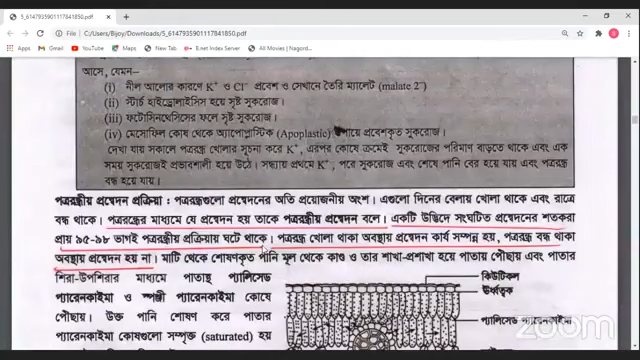 5_6147935901117841850.pdf
C:/Users/Bijoy/Downloads/5_6147935901117841850.pdf
Gmail YouTube Maps New Tab E.net Index Server All Movies | Nagord...
আসে, যেমন–
(i) নীল আলোর কারণে K⁺ ও Cl⁻ প্রবেশ ও সেখানে তৈরি ম্যালেট (malate 2⁻)
(ii) স্টার্চ হাইড্রোলাইসিস হয়ে সৃষ্ট সুকরোজ।
(iii) ফটোসিনথেসিসের ফলে সৃষ্ট সুকরোজ।
(iv) মেসোফিল কোষ থেকে অ্যাপোপ্লাস্টিক (Apoplastic) উপায়ে প্রবেশকৃত সুকরোজ।
দেখা যায় সকালে পত্ররন্ধ্র খোলার সূচনা করে K⁺, এরপর কোষে ক্রমেই সুকরোজের পরিমাণ বাড়তে থাকে এবং এক
সময় সুকরোজই প্রভাবশালী হয়ে উঠে। সন্ধ্যায় প্রথমে K⁺, পরে সুকরোজ এবং শেষে পানি বের হয়ে যায় এবং পত্ররন্ধ্র
বন্ধ হয়ে যায়।
পত্ররন্ধ্রীয় প্রস্বেদন প্রক্রিয়া : পত্ররন্ধ্রগুলো প্রস্বেদনের অতি প্রয়োজনীয় অংশ। এগুলো দিনের বেলায় খোলা থাকে এবং রাত্রে
বন্ধ থাকে। পত্ররন্ধ্রের মাধ্যমে যে প্রস্বেদন হয় তাকে পত্ররন্ধ্রীয় প্রস্বেদন বলে। একটি উদ্ভিদে সংঘটিত প্রস্বেদনের শতকরা
প্রায় ৯৫-৯৮ ভাগই পত্ররন্ধ্রীয় প্রক্রিয়ায় ঘটে থাকে। পত্ররন্ধ্র খোলা থাকা অবস্থায় প্রস্বেদন কার্য সম্পন্ন হয়, পত্ররন্ধ্র বন্ধ থাকা
অবস্থায় প্রস্বেদন হয় না। মাটি থেকে শোষণকৃত পানি মূল থেকে কাণ্ড ও তার শাখা-প্রশাখা হয়ে পাতায় পৌঁছায় এবং পাতার
শিরা-উপশিরার মাধ্যমে পাতাস্থ প্যালিসেড
প্যারেনকাইমা ও স্পঞ্জী প্যারেনকাইমা কোষে
পৌঁছায়। উক্ত পানি শোষণ করে পাতার
প্যারেনকাইমা কোষগুলো সম্পৃক্ত (saturated) হয়
কিউটিকল
ঊর্ধ্বত্বক
প্যালিসেড প্যারেনকাইমা
zoom